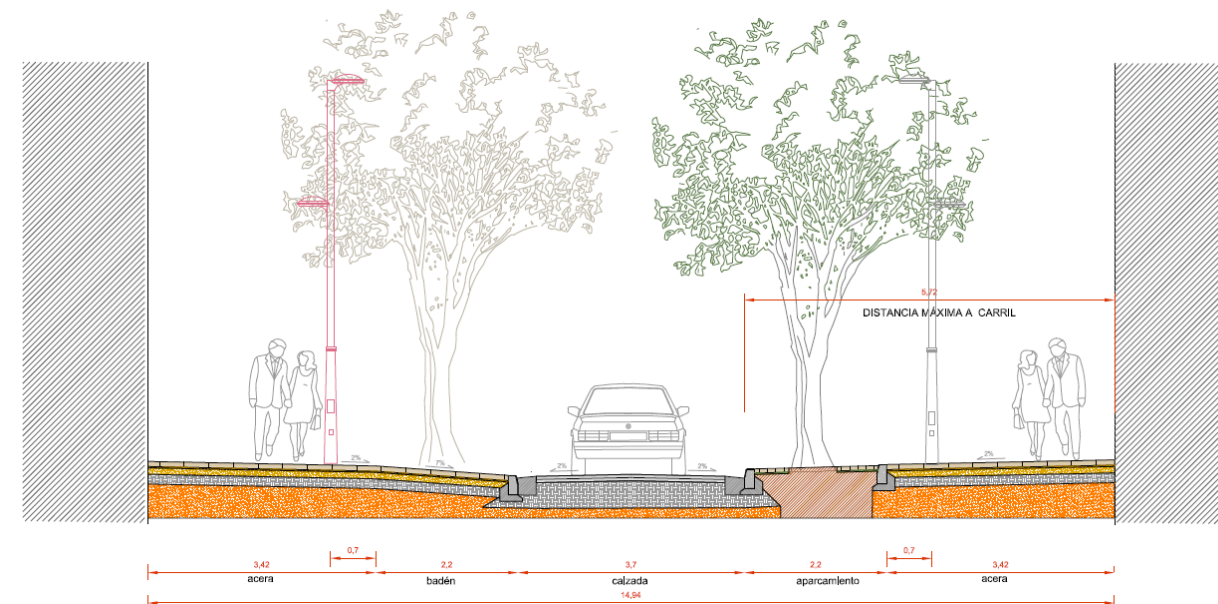 5,72
DISTANCIA MÁXIMA A CARRIL
2%
7%
2%
2%
2%
0,7
0,7
3,42
2,2
3,7
2,2
3,42
acera
badén
calzada
aparcamiento
acera
14,94